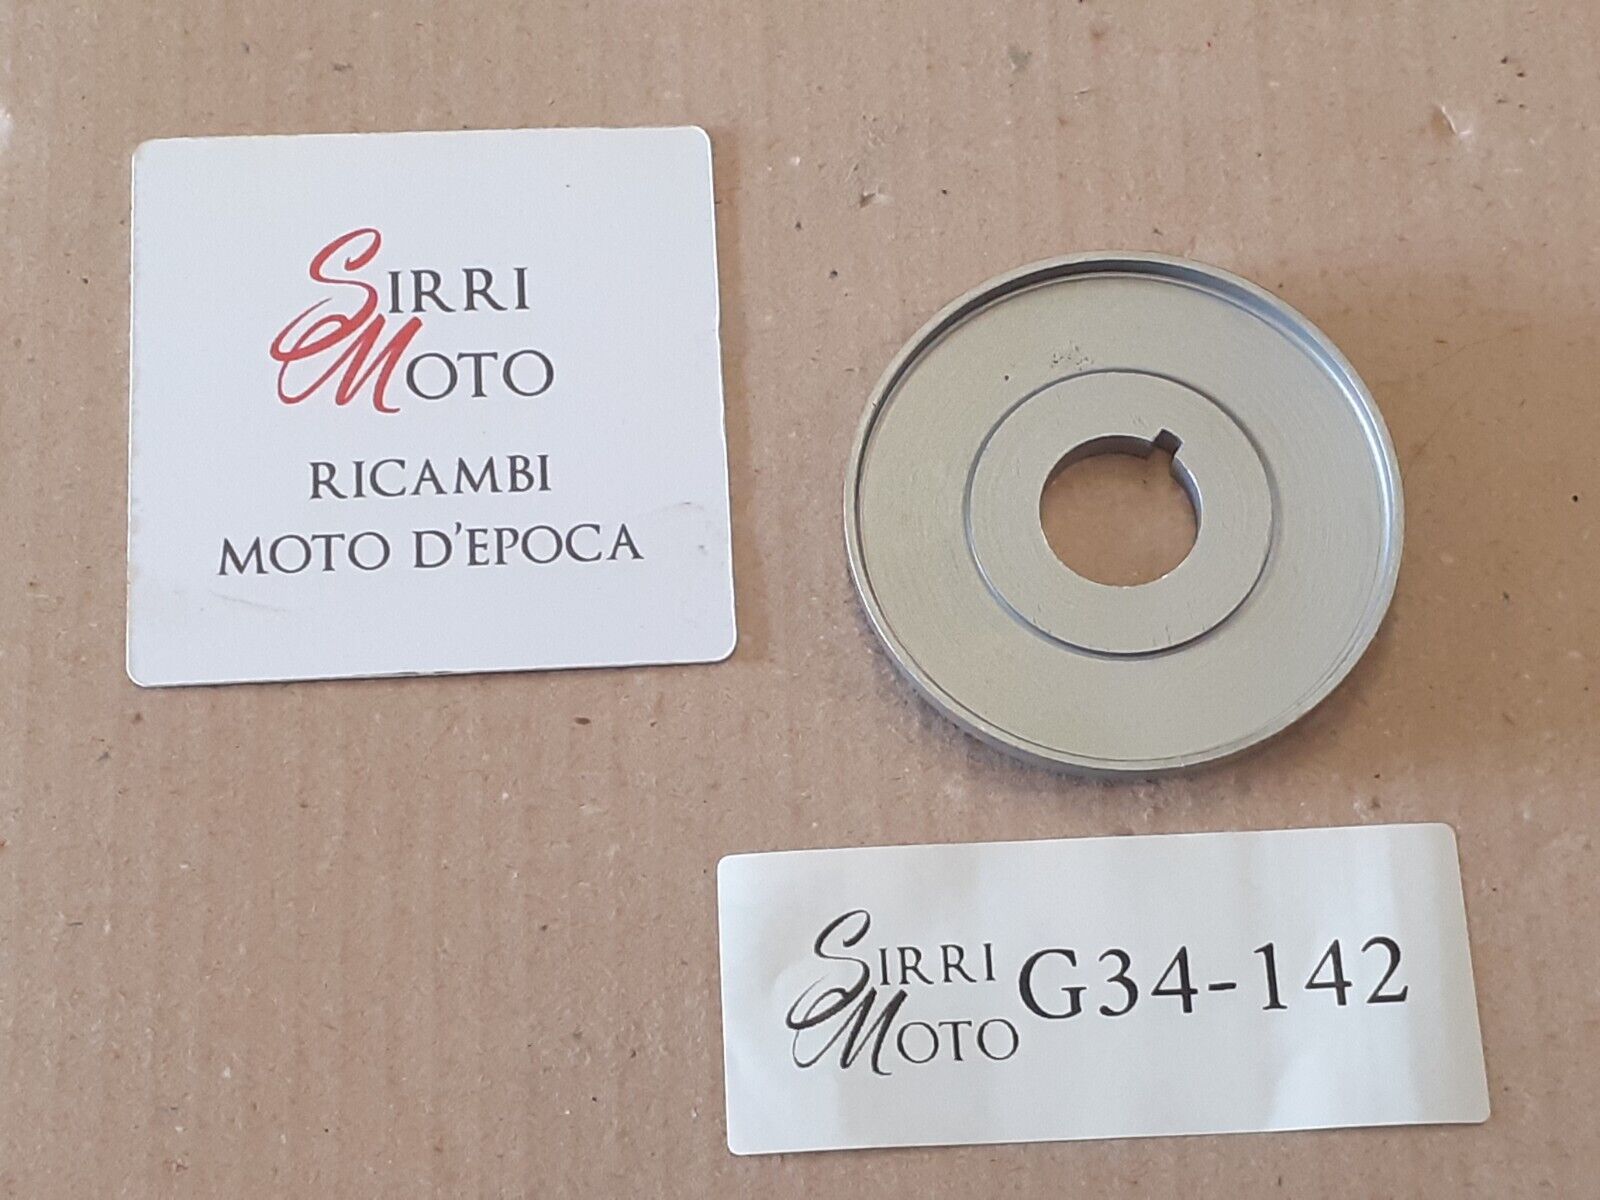 SIRRI
MOTO
RICAMBI
MOTO D'EPOCA
SIRRI
MOTO
G34-142